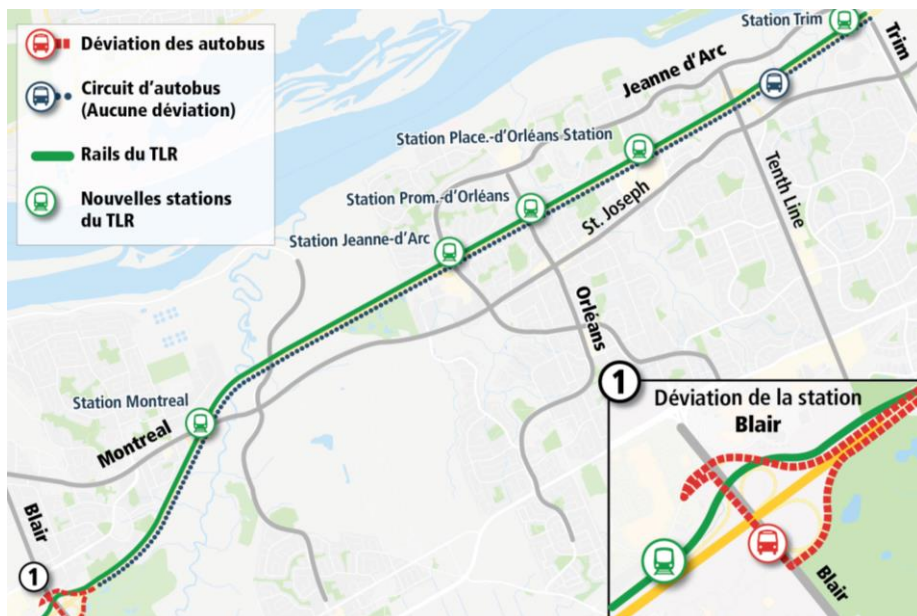 Déviation des autobus
Circuit d'autobus
(Aucune déviation)
Rails du TLR
Nouvelles stations
du TLR
Station Trim
Trim
Jeanne d'Arc
Station Place.-d'Orléans Station
Tenth Line
Station Prom.-d'Orléans
St. Joseph
Station Jeanne-d'Arc
Orléans
Station Montreal
Montreal
Blair
1
1
Déviation de la station
Blair
Blair